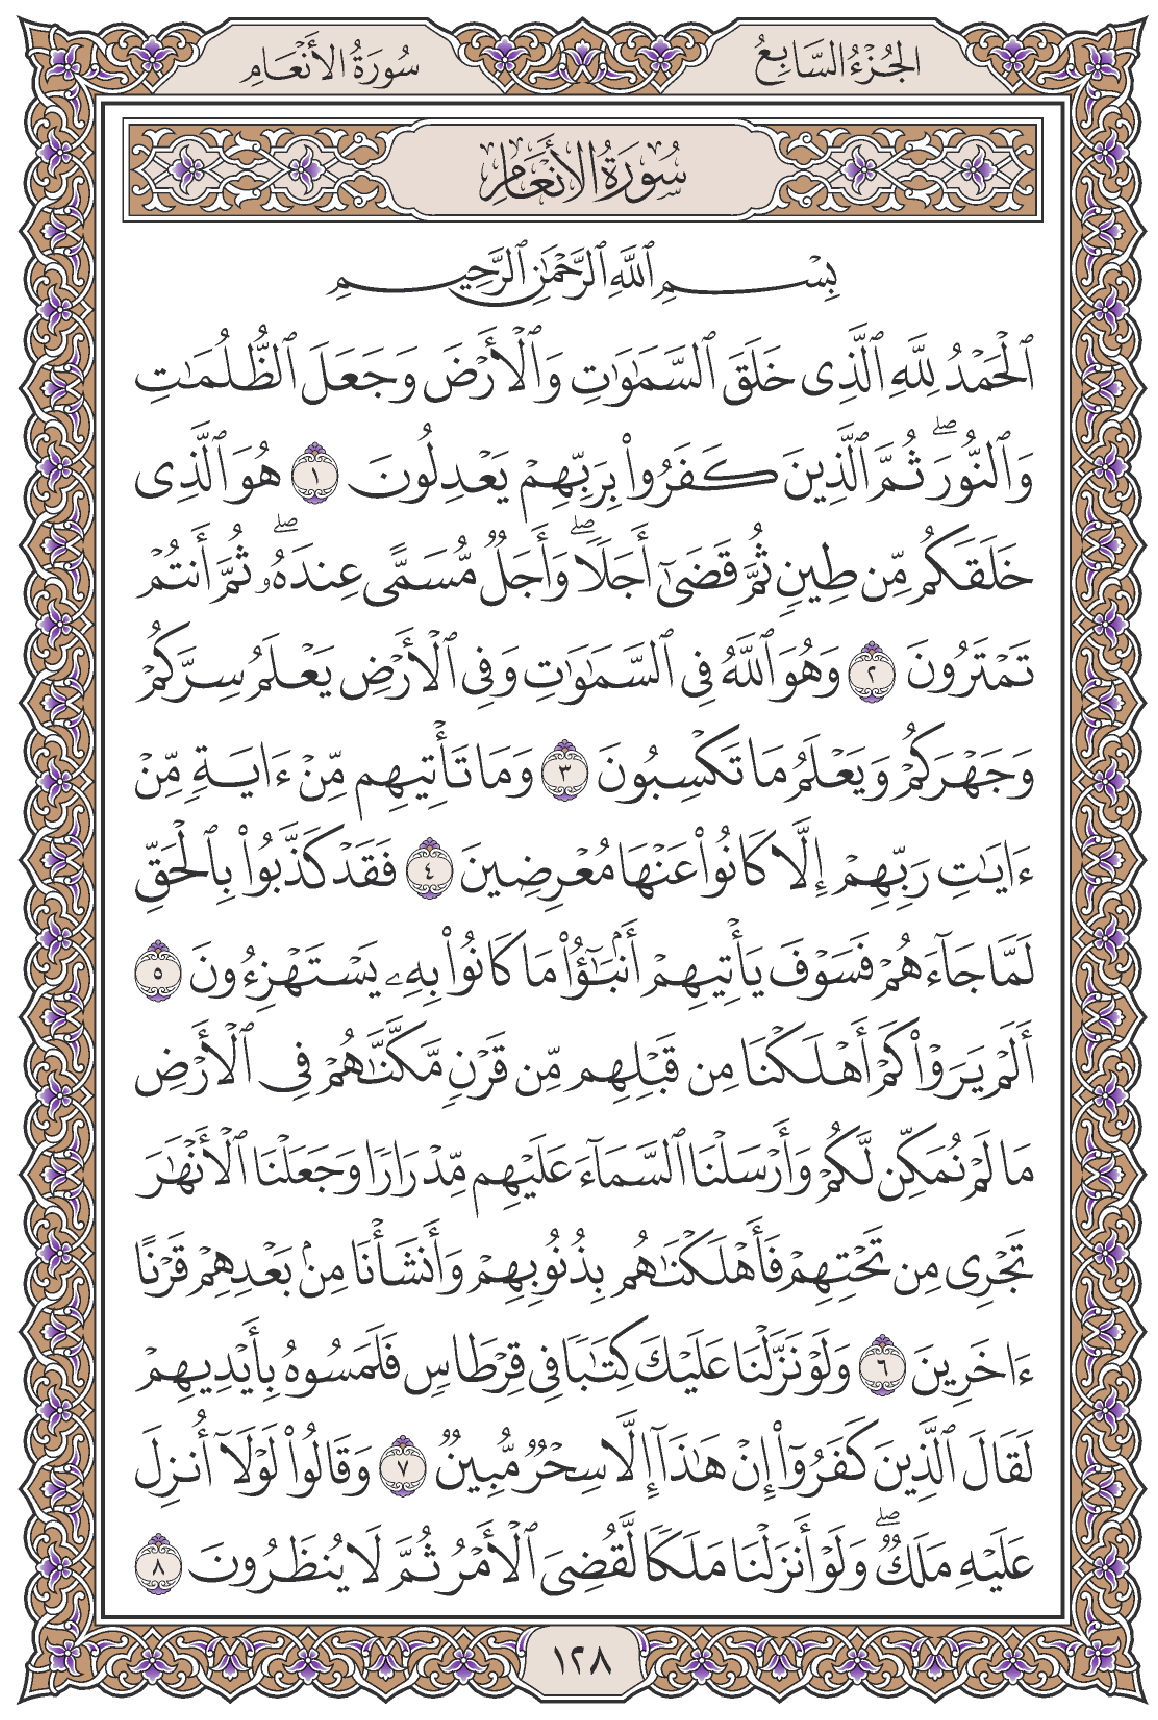 الجُزْءُ السَّابِعُ
سُورَةُ الأَنْعَامِ
سُورَةُ الأَنْعَامِ
بِسْمِ ٱللَّهِ ٱلرَّحْمَٰنِ ٱلرَّحِيمِ
ٱلْحَمْدُ لِلَّهِ ٱلَّذِى خَلَقَ ٱلسَّمَٰوَٰتِ وَٱلْأَرْضَ وَجَعَلَ ٱلظُّلُمَٰتِ
وَٱلنُّورَ ۖ ثُمَّ ٱلَّذِينَ كَفَرُوا۟ بِرَبِّهِمْ يَعْدِلُونَ ١ هُوَ ٱلَّذِى
خَلَقَكُم مِّن طِينٍ ثُمَّ قَضَىٰٓ أَجَلًا ۖ وَأَجَلٌ مُّسَمًّى عِندَهُۥ ۖ ثُمَّ أَنتُمْ
تَمْتَرُونَ ٢ وَهُوَ ٱللَّهُ فِى ٱلسَّمَٰوَٰتِ وَفِى ٱلْأَرْضِ يَعْلَمُ سِرَّكُمْ
وَجَهْرَكُمْ وَيَعْلَمُ مَا تَكْسِبُونَ ٣ وَمَا تَأْتِيهِم مِّنْ ءَايَةٍ مِّنْ
ءَايَٰتِ رَبِّهِمْ إِلَّا كَانُوا۟ عَنْهَا مُعْرِضِينَ ٤ فَقَدْ كَذَّبُوا۟ بِٱلْحَقِّ
لَمَّا جَآءَهُمْ فَسَوْفَ يَأْتِيهِمْ أَنۢبَٰٓؤُا۟ مَا كَانُوا۟ بِهِۦ يَسْتَهْزِءُونَ ٥
أَلَمْ يَرَوْا۟ كَمْ أَهْلَكْنَا مِن قَبْلِهِم مِّن قَرْنٍ مَّكَّنَّٰهُمْ فِى ٱلْأَرْضِ
مَا لَمْ نُمَكِّن لَّكُمْ وَأَرْسَلْنَا ٱلسَّمَآءَ عَلَيْهِم مِّدْرَارًا وَجَعَلْنَا ٱلْأَنْهَٰرَ
تَجْرِى مِن تَحْتِهِمْ فَأَهْلَكْنَٰهُم بِذُنُوبِهِمْ وَأَنشَأْنَا مِنۢ بَعْدِهِمْ قَرْنًا
ءَاخَرِينَ ٦ وَلَوْ نَزَّلْنَا عَلَيْكَ كِتَٰبًا فِى قِرْطَاسٍ فَلَمَسُوهُ بِأَيْدِيهِمْ
لَقَالَ ٱلَّذِينَ كَفَرُوٓا۟ إِنْ هَٰذَآ إِلَّا سِحْرٌ مُّبِينٌ ٧ وَقَالُوا۟ لَوْلَآ أُنزِلَ
عَلَيْهِ مَلَكٌ ۖ وَلَوْ أَنزَلْنَا مَلَكًا لَّقُضِىَ ٱلْأَمْرُ ثُمَّ لَا يُنظَرُونَ ٨
١٢٨